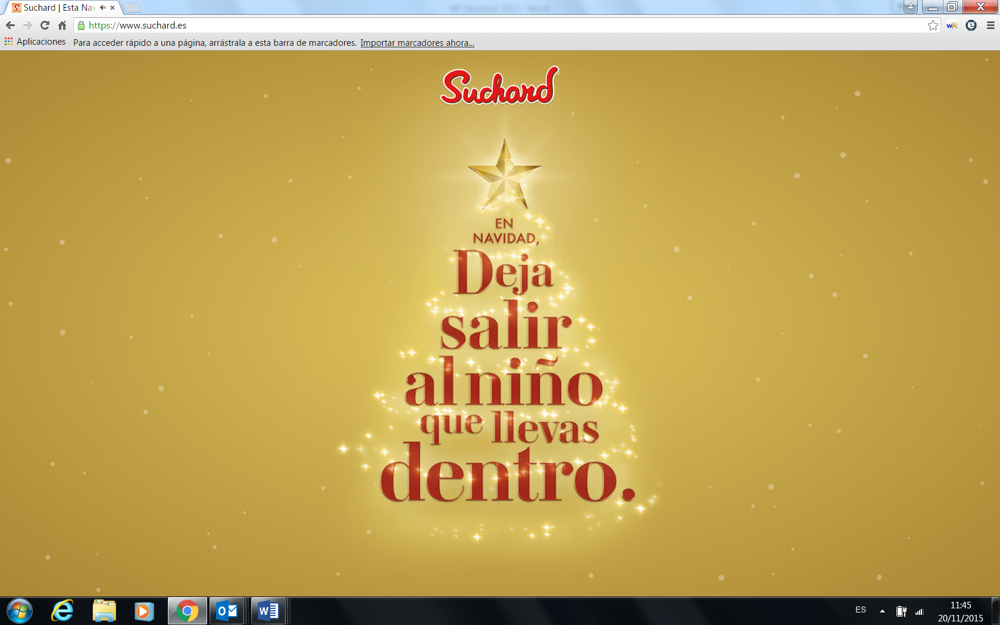 Suchard | Esta Nav
https://www.suchard.es
Aplicaciones
Para acceder rápido a una página, arrástrala a esta barra de marcadores. Importar marcadores ahora...
Suchard
EN
NAVIDAD,
Deja
salir
al niño
que llevas
dentro.
ES
11:45
20/11/2015